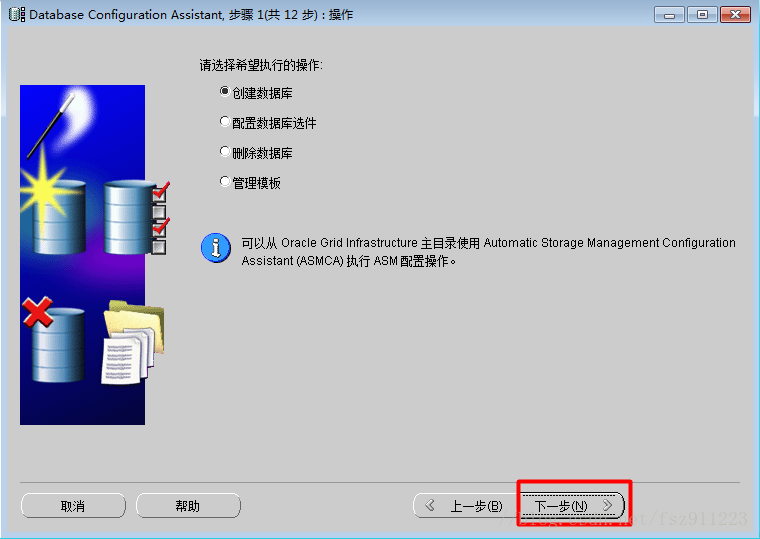 Database Configuration Assistant, 步骤 1(共 12 步) : 操作
请选择希望执行的操作:
创建数据库
配置数据库选件
删除数据库
管理模板
可以从 Oracle Grid Infrastructure 主目录使用 Automatic Storage Management Configuration
Assistant (ASMCA) 执行 ASM 配置操作。
取消
帮助
上一步(B)
下一步(N)
//blog.csdn.net/fsz911223